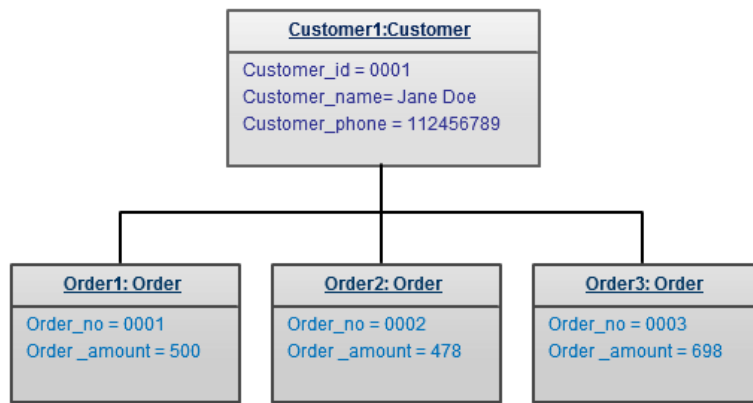 Customer1:Customer
Customer_id = 0001
Customer_name= Jane Doe
Customer_phone = 112456789
Order1: Order
Order_no = 0001
Order _amount = 500
Order2: Order
Order_no = 0002
Order _amount = 478
Order3: Order
Order_no = 0003
Order _amount = 698